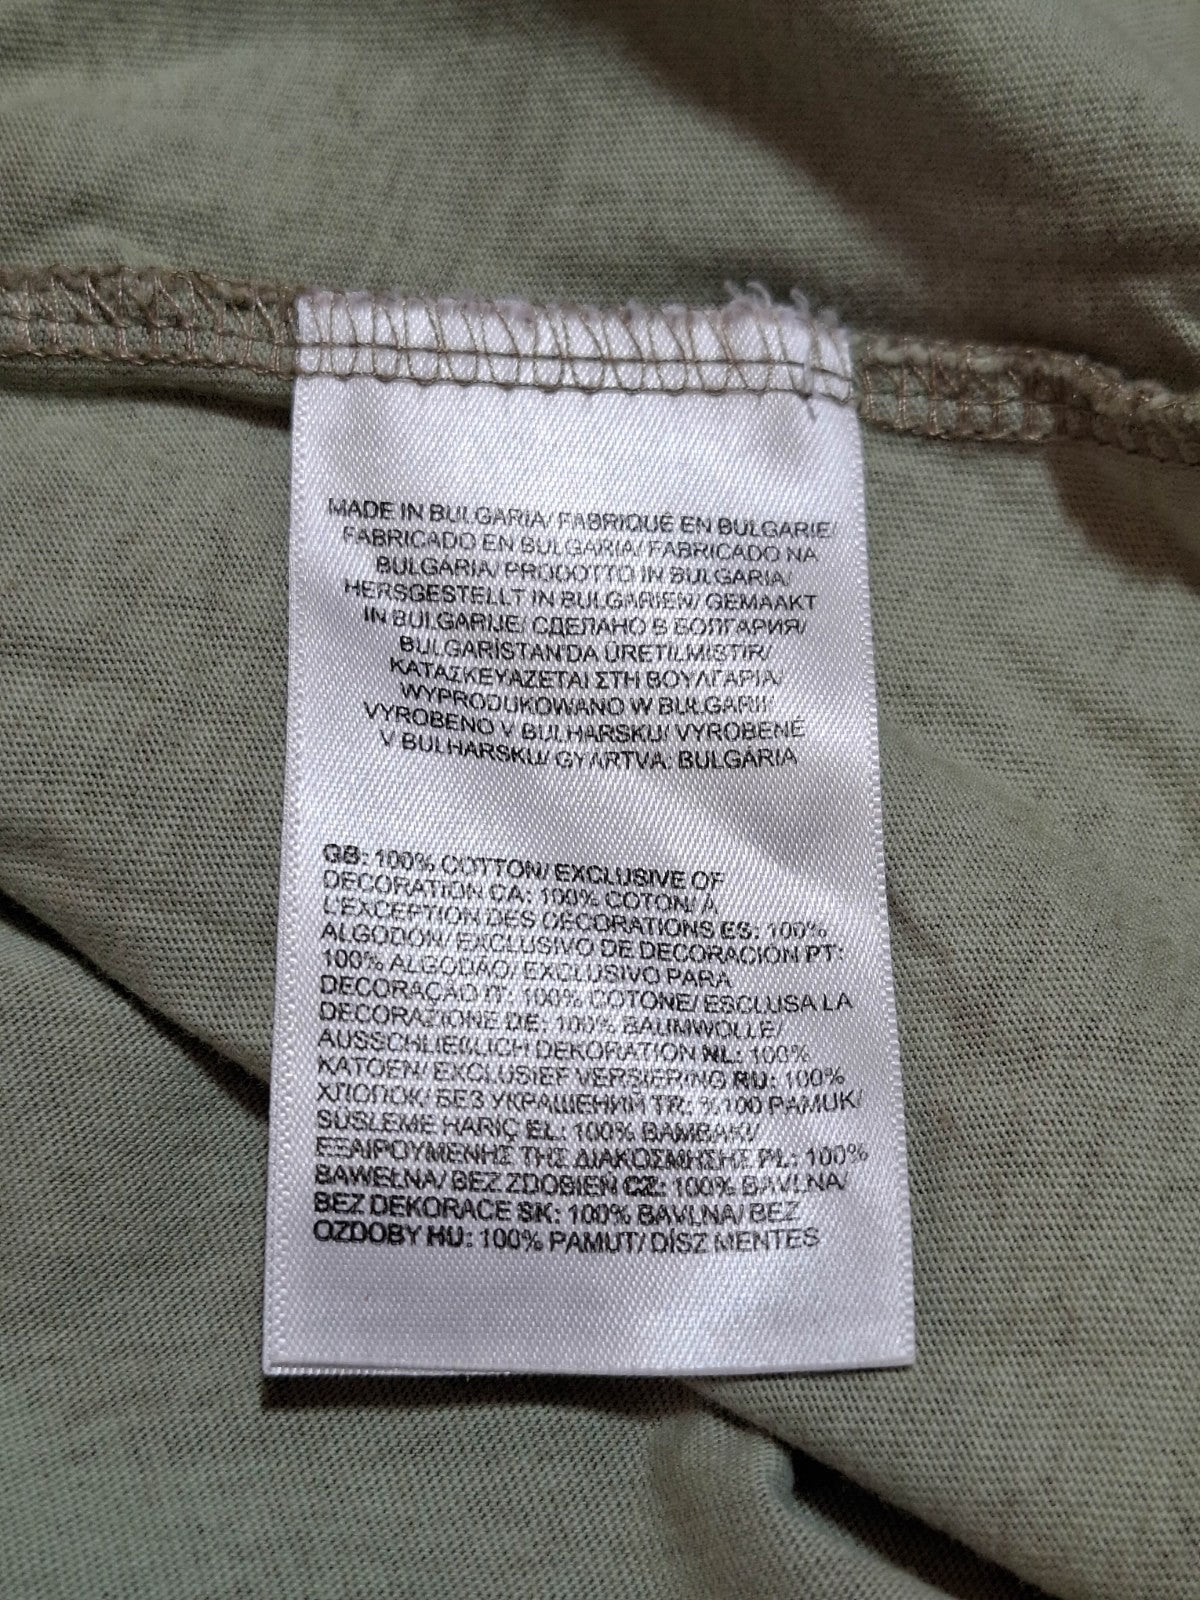 MADE IN BULGARIA/ FABRIQUÉ EN BULGARIE/
FABRICADO EN BULGARIA/ FABRICADO NA
BULGARIA/ PRODOTTO IN BULGARIA/
HERSGESTELLT IN BULGARIEN/ GEMAAKT
IN BULGARIJE/ СДЕЛАНО В БОЛГАРИЯ/
BULGARISTAN'DA ÜRETILMISTIR/
ΚΑΤΑΣΚΕΥΑΖΕΤΑΙ ΣΤΗ ΒΟΥΛΓΑΡΙΑ/
WYPRODUKOWANO W BUŁGARII/
VYROBENO V BULHARSKU/ VYROBENÉ
V BULHARSKU/ GYÁRTVA: BULGÁRIA
GB: 100% COTTON/ EXCLUSIVE OF
DECORATION CA: 100% COTON/ À
L'EXCEPTION DES DÉCORATIONS ES: 100%
ALGODÓN/ EXCLUSIVO DE DECORACIÓN PT:
100% ALGODÃO/ EXCLUSIVO PARA
DECORAÇÃO IT: 100% COTONE/ ESCLUSA LA
DECORAZIONE DE: 100% BAUMWOLLE/
AUSSCHLIEßLICH DEKORATION NL: 100%
KATOEN/ EXCLUSIEF VERSIERING RU: 100%
ХЛОПОК/ БЕЗ УКРАШЕНИЙ TR: %100 PAMUK/
SÜSLEME HARİÇ EL: 100% ΒΑΜΒΑΚΙ/
ΕΞΑΙΡΟΥΜΕΝΗΣ ΤΗΣ ΔΙΑΚΟΣΜΗΣΗΣ PL: 100%
BAWEŁNA/ BEZ ZDOBIEŃ CZ: 100% BAVLNA/
BEZ DEKORACE SK: 100% BAVLNA/ BEZ
OZDOBY HU: 100% PAMUT/ DÍSZ MENTES